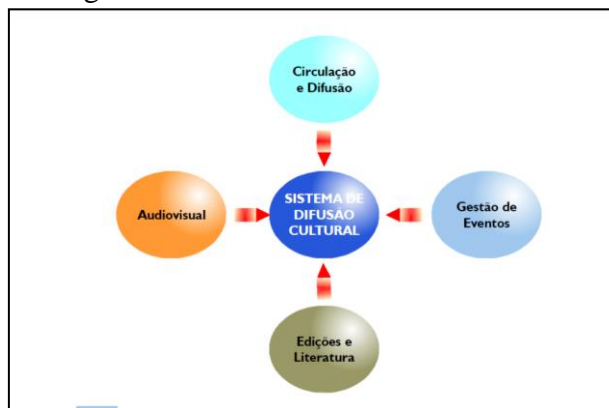 Circulação
e Difusão
Audiovisual
SISTEMA DE
DIFUSÃO
CULTURAL
Gestão de
Eventos
Edições e
Literatura